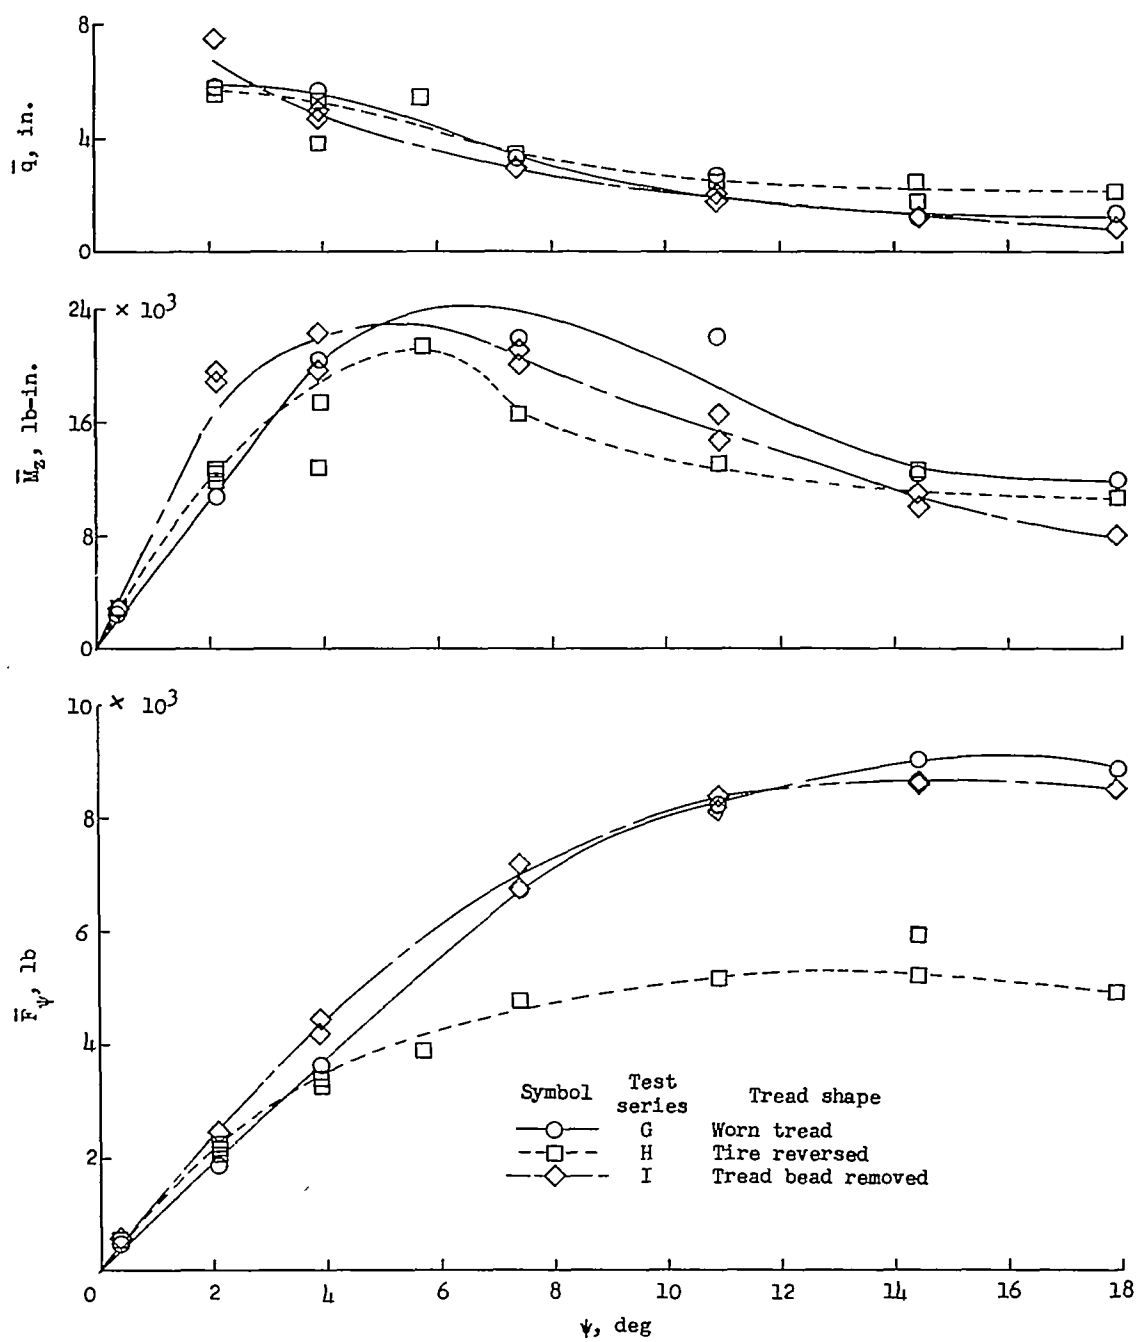 8
4
0
q̄, in.
24 × 10³
16
8
0
M̄_Z, lb-in.
10 × 10³
8
6
4
2
F̄_ψ, lb
Symbol Test series Tread shape
G Worn tread
H Tire reversed
I Tread bead removed
0 2 4 6 8 10 12 14 16 18
ψ, deg